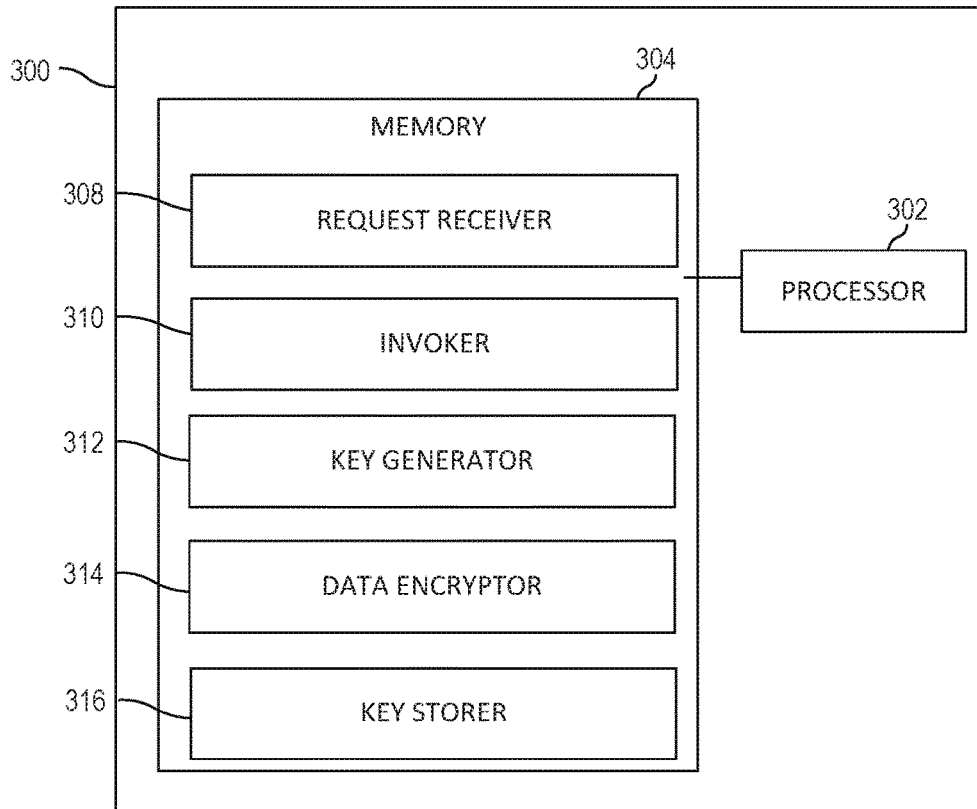 300
304
MEMORY
308
REQUEST RECEIVER
302
PROCESSOR
310
INVOKER
312
KEY GENERATOR
314
DATA ENCRYPTOR
316
KEY STORER